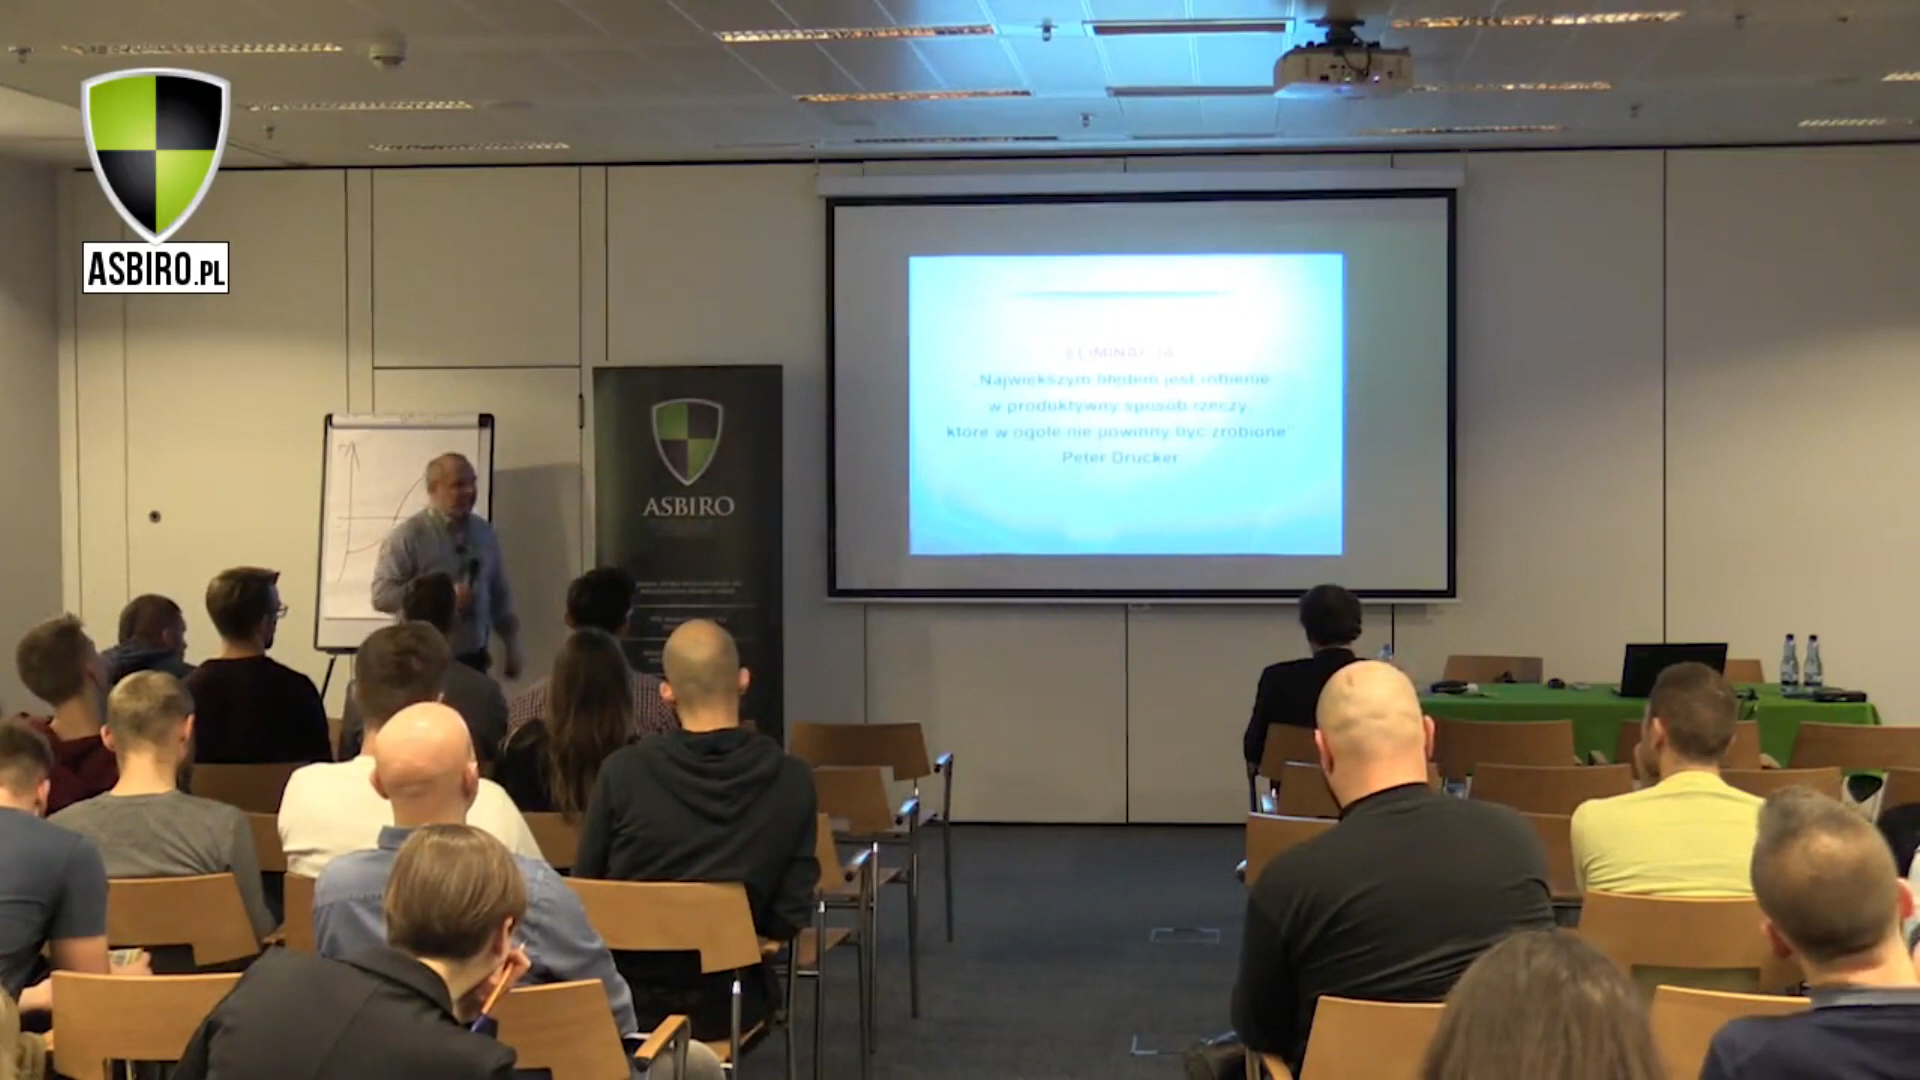 ASBIRO.PL
ASBIRO
ELIMINACJA
„Największym błędem jest robienie
w produktywny sposób rzeczy,
które w ogóle nie powinny być zrobione"
Peter Drucker